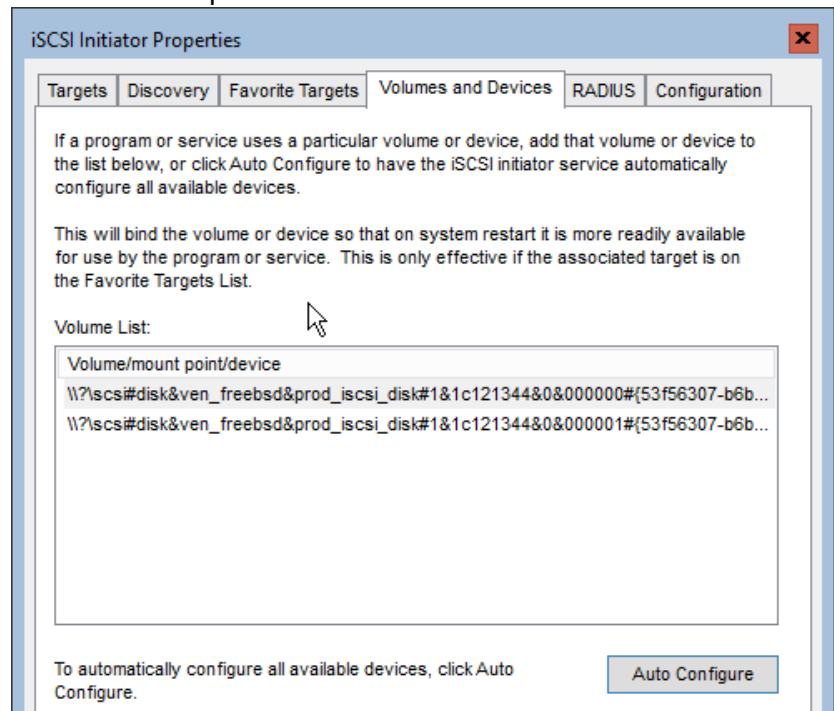 iSCSI Initiator Properties
Targets Discovery Favorite Targets Volumes and Devices RADIUS Configuration
If a program or service uses a particular volume or device, add that volume or device to
the list below, or click Auto Configure to have the iSCSI initiator service automatically
configure all available devices.
This will bind the volume or device so that on system restart it is more readily available
for use by the program or service.  This is only effective if the associated target is on
the Favorite Targets List.
Volume List:
Volume/mount point/device
\\?\scsi#disk&ven_freebsd&prod_iscsi_disk#1&1c121344&0&000000#{53f56307-b6b...
\\?\scsi#disk&ven_freebsd&prod_iscsi_disk#1&1c121344&0&000001#{53f56307-b6b...
To automatically configure all available devices, click Auto
Configure.
Auto Configure